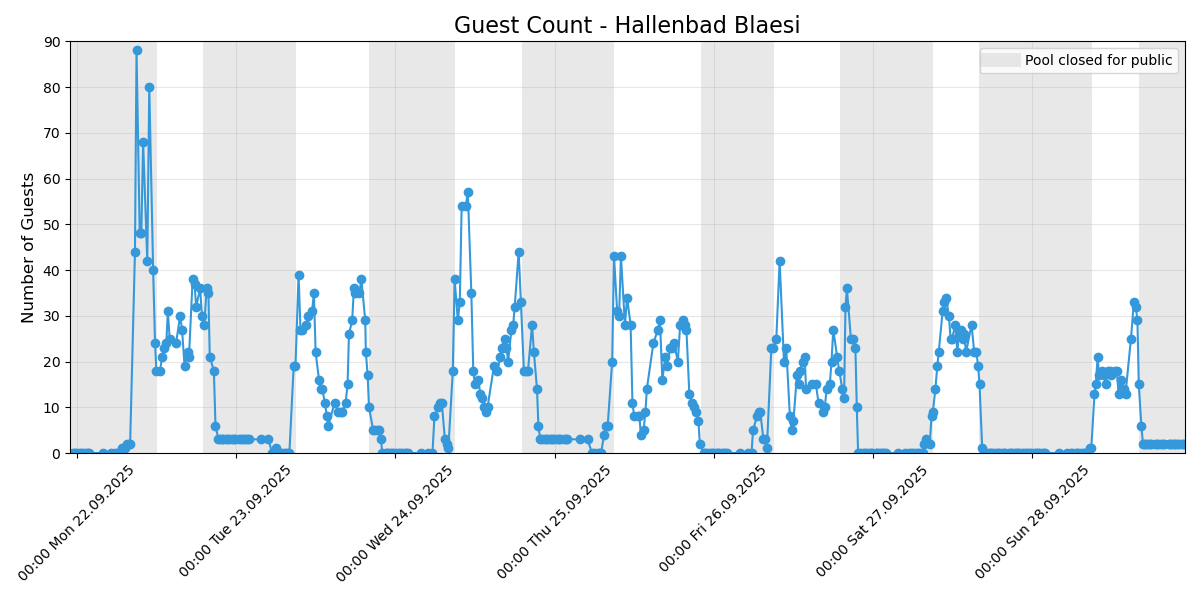 Guest Count - Hallenbad Blaesi
Pool closed for public
Number of Guests
90
80
70
60
50
40
30
20
10
0
00:00 Mon 22.09.2025
00:00 Tue 23.09.2025
00:00 Wed 24.09.2025
00:00 Thu 25.09.2025
00:00 Fri 26.09.2025
00:00 Sat 27.09.2025
00:00 Sun 28.09.2025